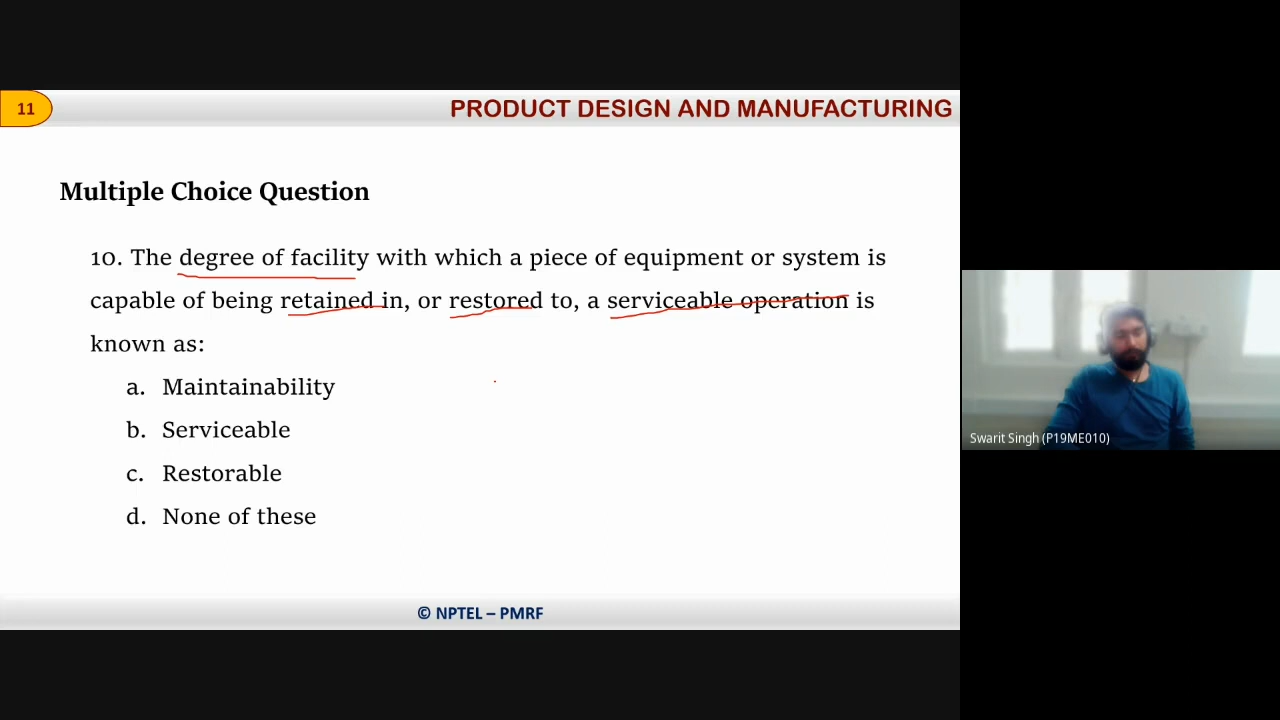 11
PRODUCT DESIGN AND MANUFACTURING
Multiple Choice Question
10. The degree of facility with which a piece of equipment or system is
capable of being retained in, or restored to, a serviceable operation is
known as:
a. Maintainability
b. Serviceable
c. Restorable
d. None of these
Swarit Singh (P19ME010)
© NPTEL – PMRF